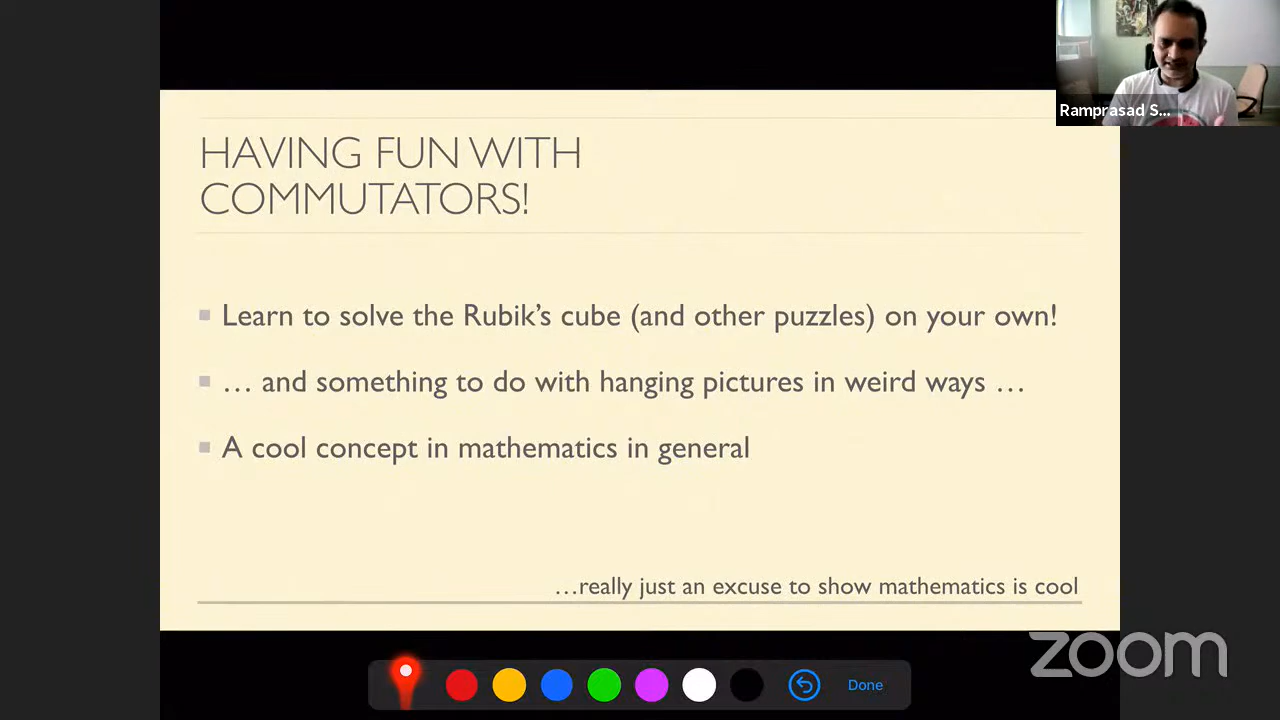 Ramprasad S...
HAVING FUN WITH
COMMUTATORS!
Learn to solve the Rubik's cube (and other puzzles) on your own!
… and something to do with hanging pictures in weird ways …
A cool concept in mathematics in general
…really just an excuse to show mathematics is cool
zoom
Done